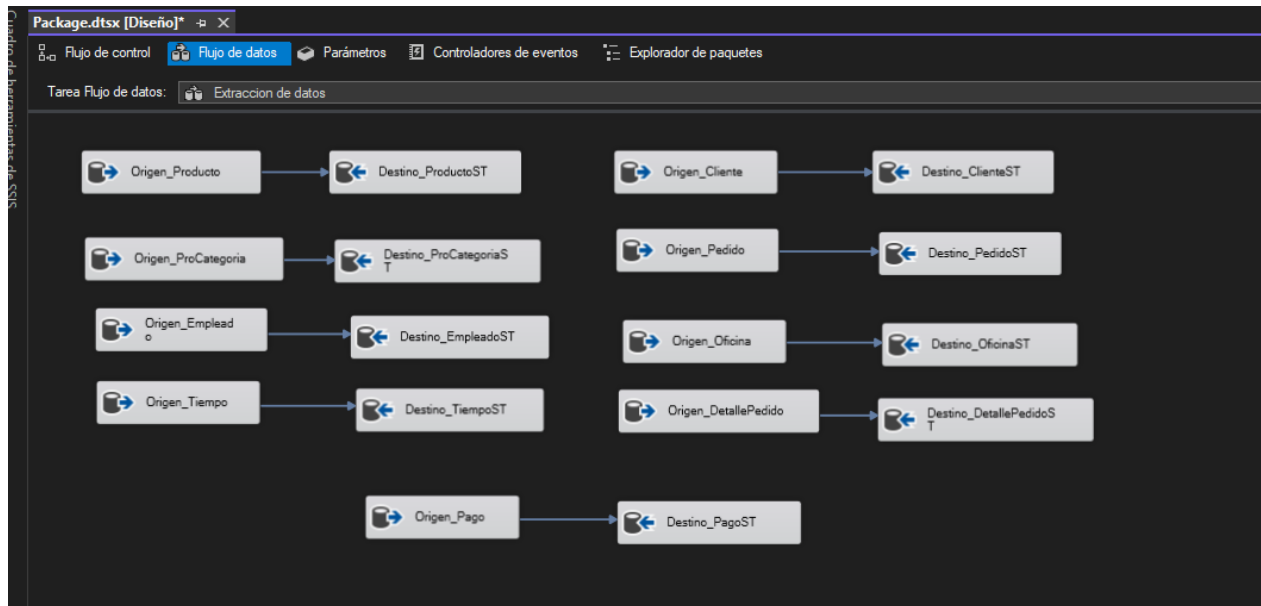 Package.dtsx [Diseño]*
Flujo de control
Flujo de datos
Parámetros
Controladores de eventos
Explorador de paquetes
Cuadro de herramientas de SSIS
Tarea Flujo de datos:
Extraccion de datos
Origen_Producto
Destino_ProductoST
Origen_Cliente
Destino_ClienteST
Origen_ProCategoria
Destino_ProCategoriaS
T
Origen_Pedido
Destino_PedidoST
Origen_Emplead
o
Destino_EmpleadoST
Origen_Oficina
Destino_OficinaST
Origen_Tiempo
Destino_TiempoST
Origen_DetallePedido
Destino_DetallePedidoS
T
Origen_Pago
Destino_PagoST